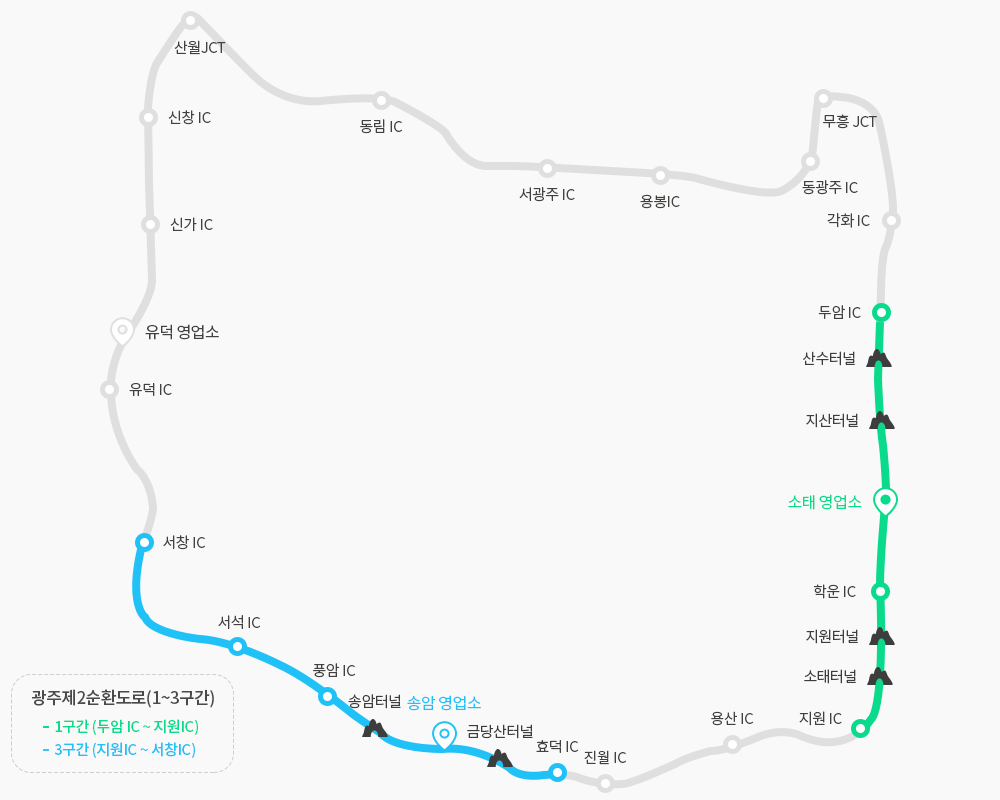 산월JCT
신창 IC
동림 IC
무흥 JCT
서광주 IC
용봉IC
동광주 IC
신가 IC
각화 IC
두암 IC
유덕 영업소
산수터널
유덕 IC
지산터널
소태 영업소
서창 IC
학운 IC
서석 IC
지원터널
풍암 IC
소태터널
송암터널 송암 영업소
금당산터널
효덕 IC
진월 IC
용산 IC
지원 IC
광주제2순환도로(1~3구간)
- 1구간 (두암 IC ~ 지원IC)
- 3구간 (지원IC ~ 서창IC)